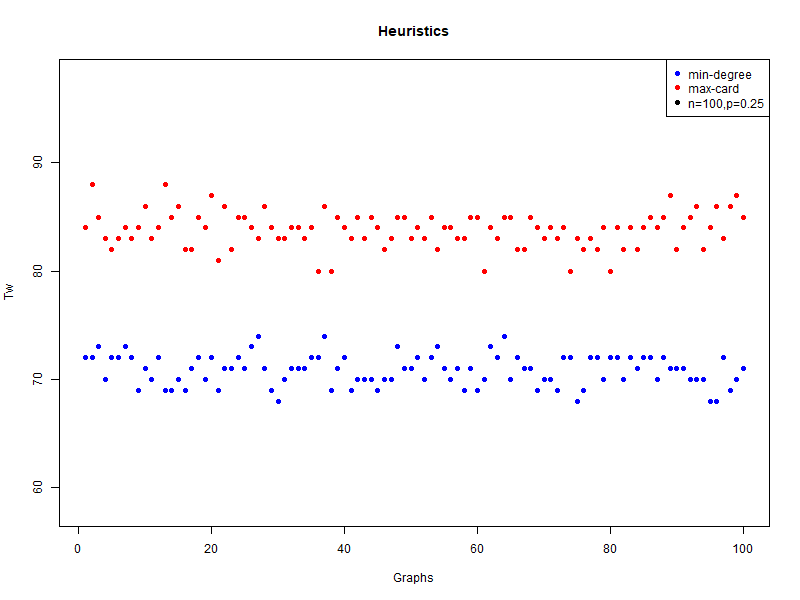 Heuristics
min-degree
max-card
n=100,p=0.25
Tw
90
80
70
60
0 20 40 60 80 100
Graphs